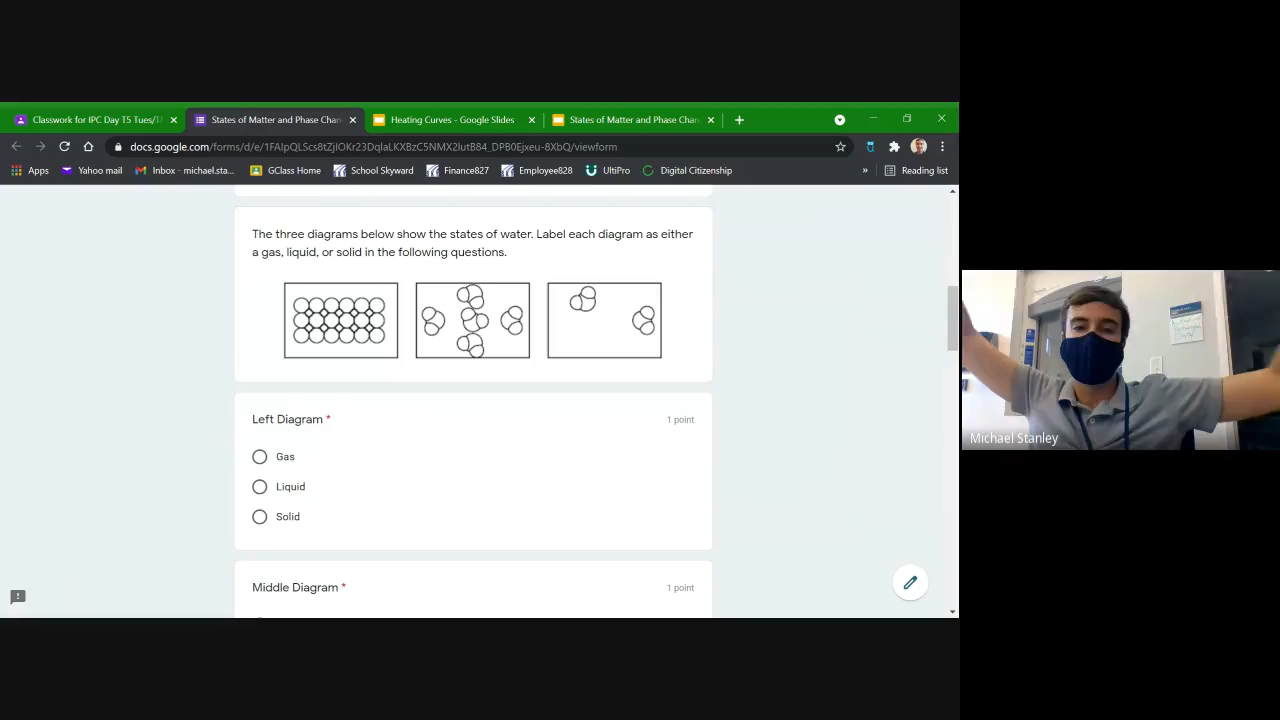 Classwork for IPC Day T5 Tues/T
States of Matter and Phase Chan
Heating Curves - Google Slides
States of Matter and Phase Chan
docs.google.com/forms/d/e/1FAIpQLScs8tZjIOKr23DqlaLKXBzC5NMX2lutB84_DPB0Ejxeu-8XbQ/viewform
Apps
Yahoo mail
Inbox - michael.sta...
GClass Home
School Skyward
Finance827
Employee828
UltiPro
Digital Citizenship
»
Reading list
The three diagrams below show the states of water. Label each diagram as either
a gas, liquid, or solid in the following questions.
Left Diagram *
1 point
Gas
Liquid
Solid
Middle Diagram *
1 point
Michael Stanley